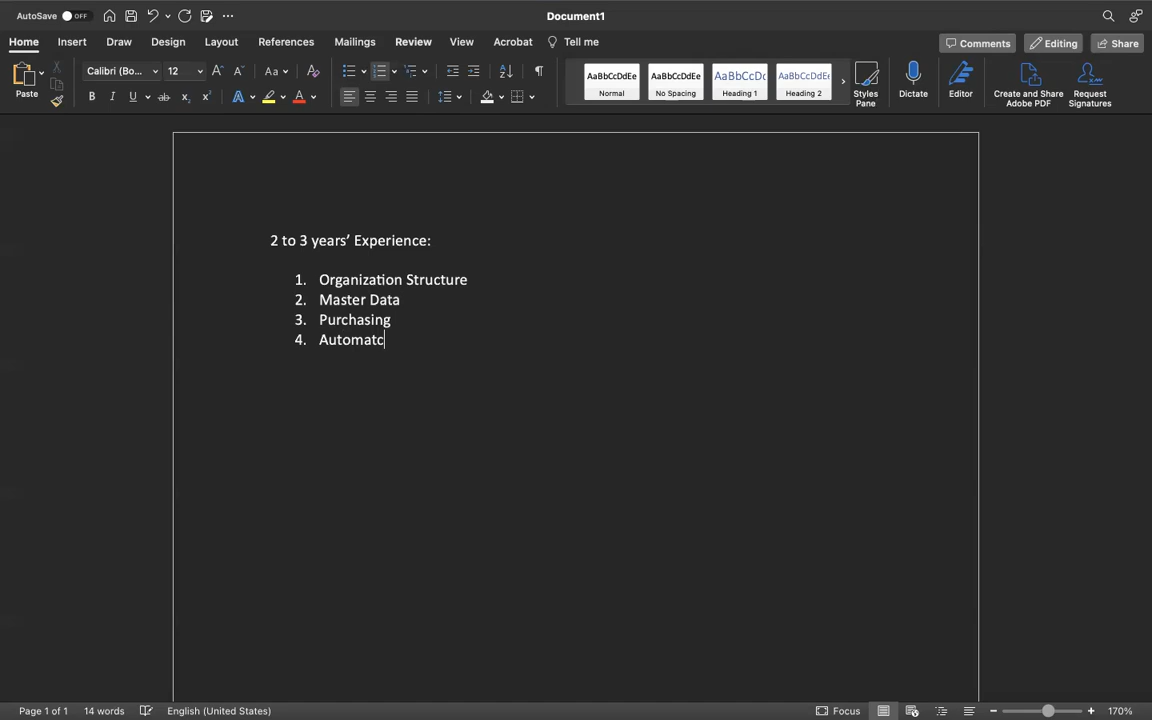 AutoSave OFF Document1
Home Insert Draw Design Layout References Mailings Review View Acrobat Tell me Comments Editing Share
Paste Calibri (Bo... 12 Aa AaBbCcDdEe Normal AaBbCcDdEe No Spacing AaBbCcDc Heading 1 AaBbCcDdEe Heading 2 Styles Pane Dictate Editor Create and Share Adobe PDF Request Signatures
2 to 3 years’ Experience:
1. Organization Structure
2. Master Data
3. Purchasing
4. Automatc
Page 1 of 1 14 words English (United States) Focus 170%